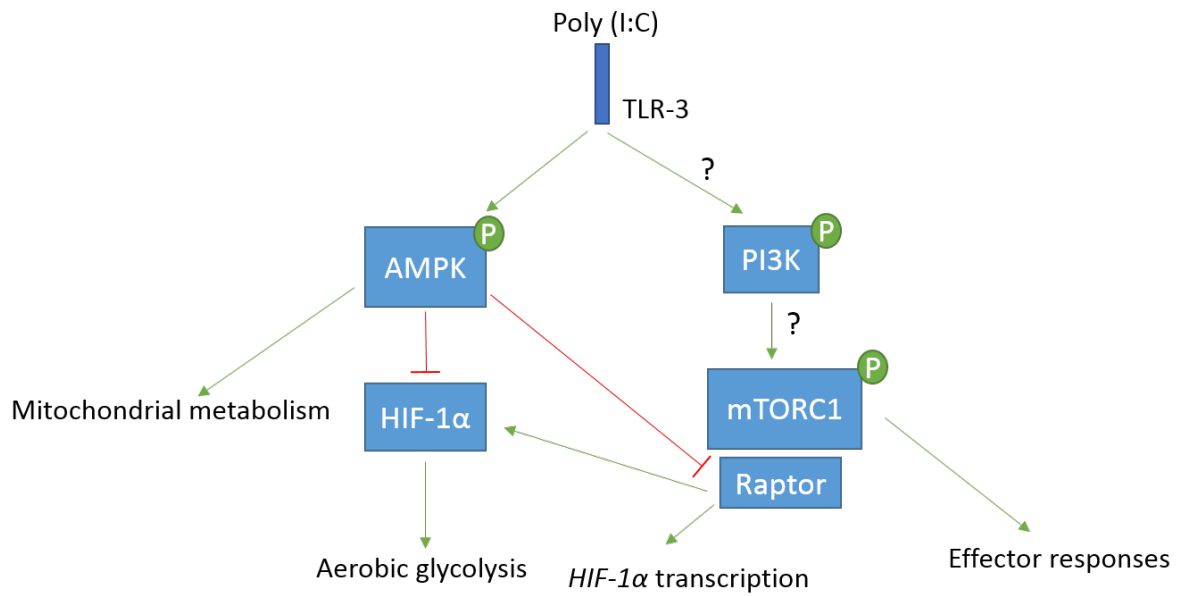 Poly (I:C)
TLR-3
?
P
P
AMPK
PI3K
?
P
Mitochondrial metabolism
HIF-1α
mTORC1
Raptor
Aerobic glycolysis
HIF-1α transcription
Effector responses